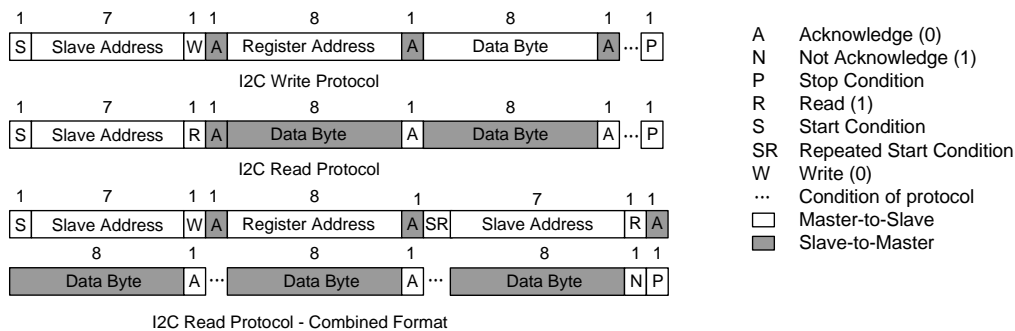 1 7 1 1 8 1 8 1 1
S Slave Address W A Register Address A Data Byte A ... P
I2C Write Protocol
1 7 1 1 8 1 8 1 1
S Slave Address R A Data Byte A Data Byte A ... P
I2C Read Protocol
1 7 1 1 8 1 1 7 1 1
S Slave Address W A Register Address A SR Slave Address R A
8 1 8 1 8 1 1
Data Byte A ... Data Byte A ... Data Byte N P
I2C Read Protocol - Combined Format
A Acknowledge (0)
N Not Acknowledge (1)
P Stop Condition
R Read (1)
S Start Condition
SR Repeated Start Condition
W Write (0)
... Condition of protocol
Master-to-Slave
Slave-to-Master